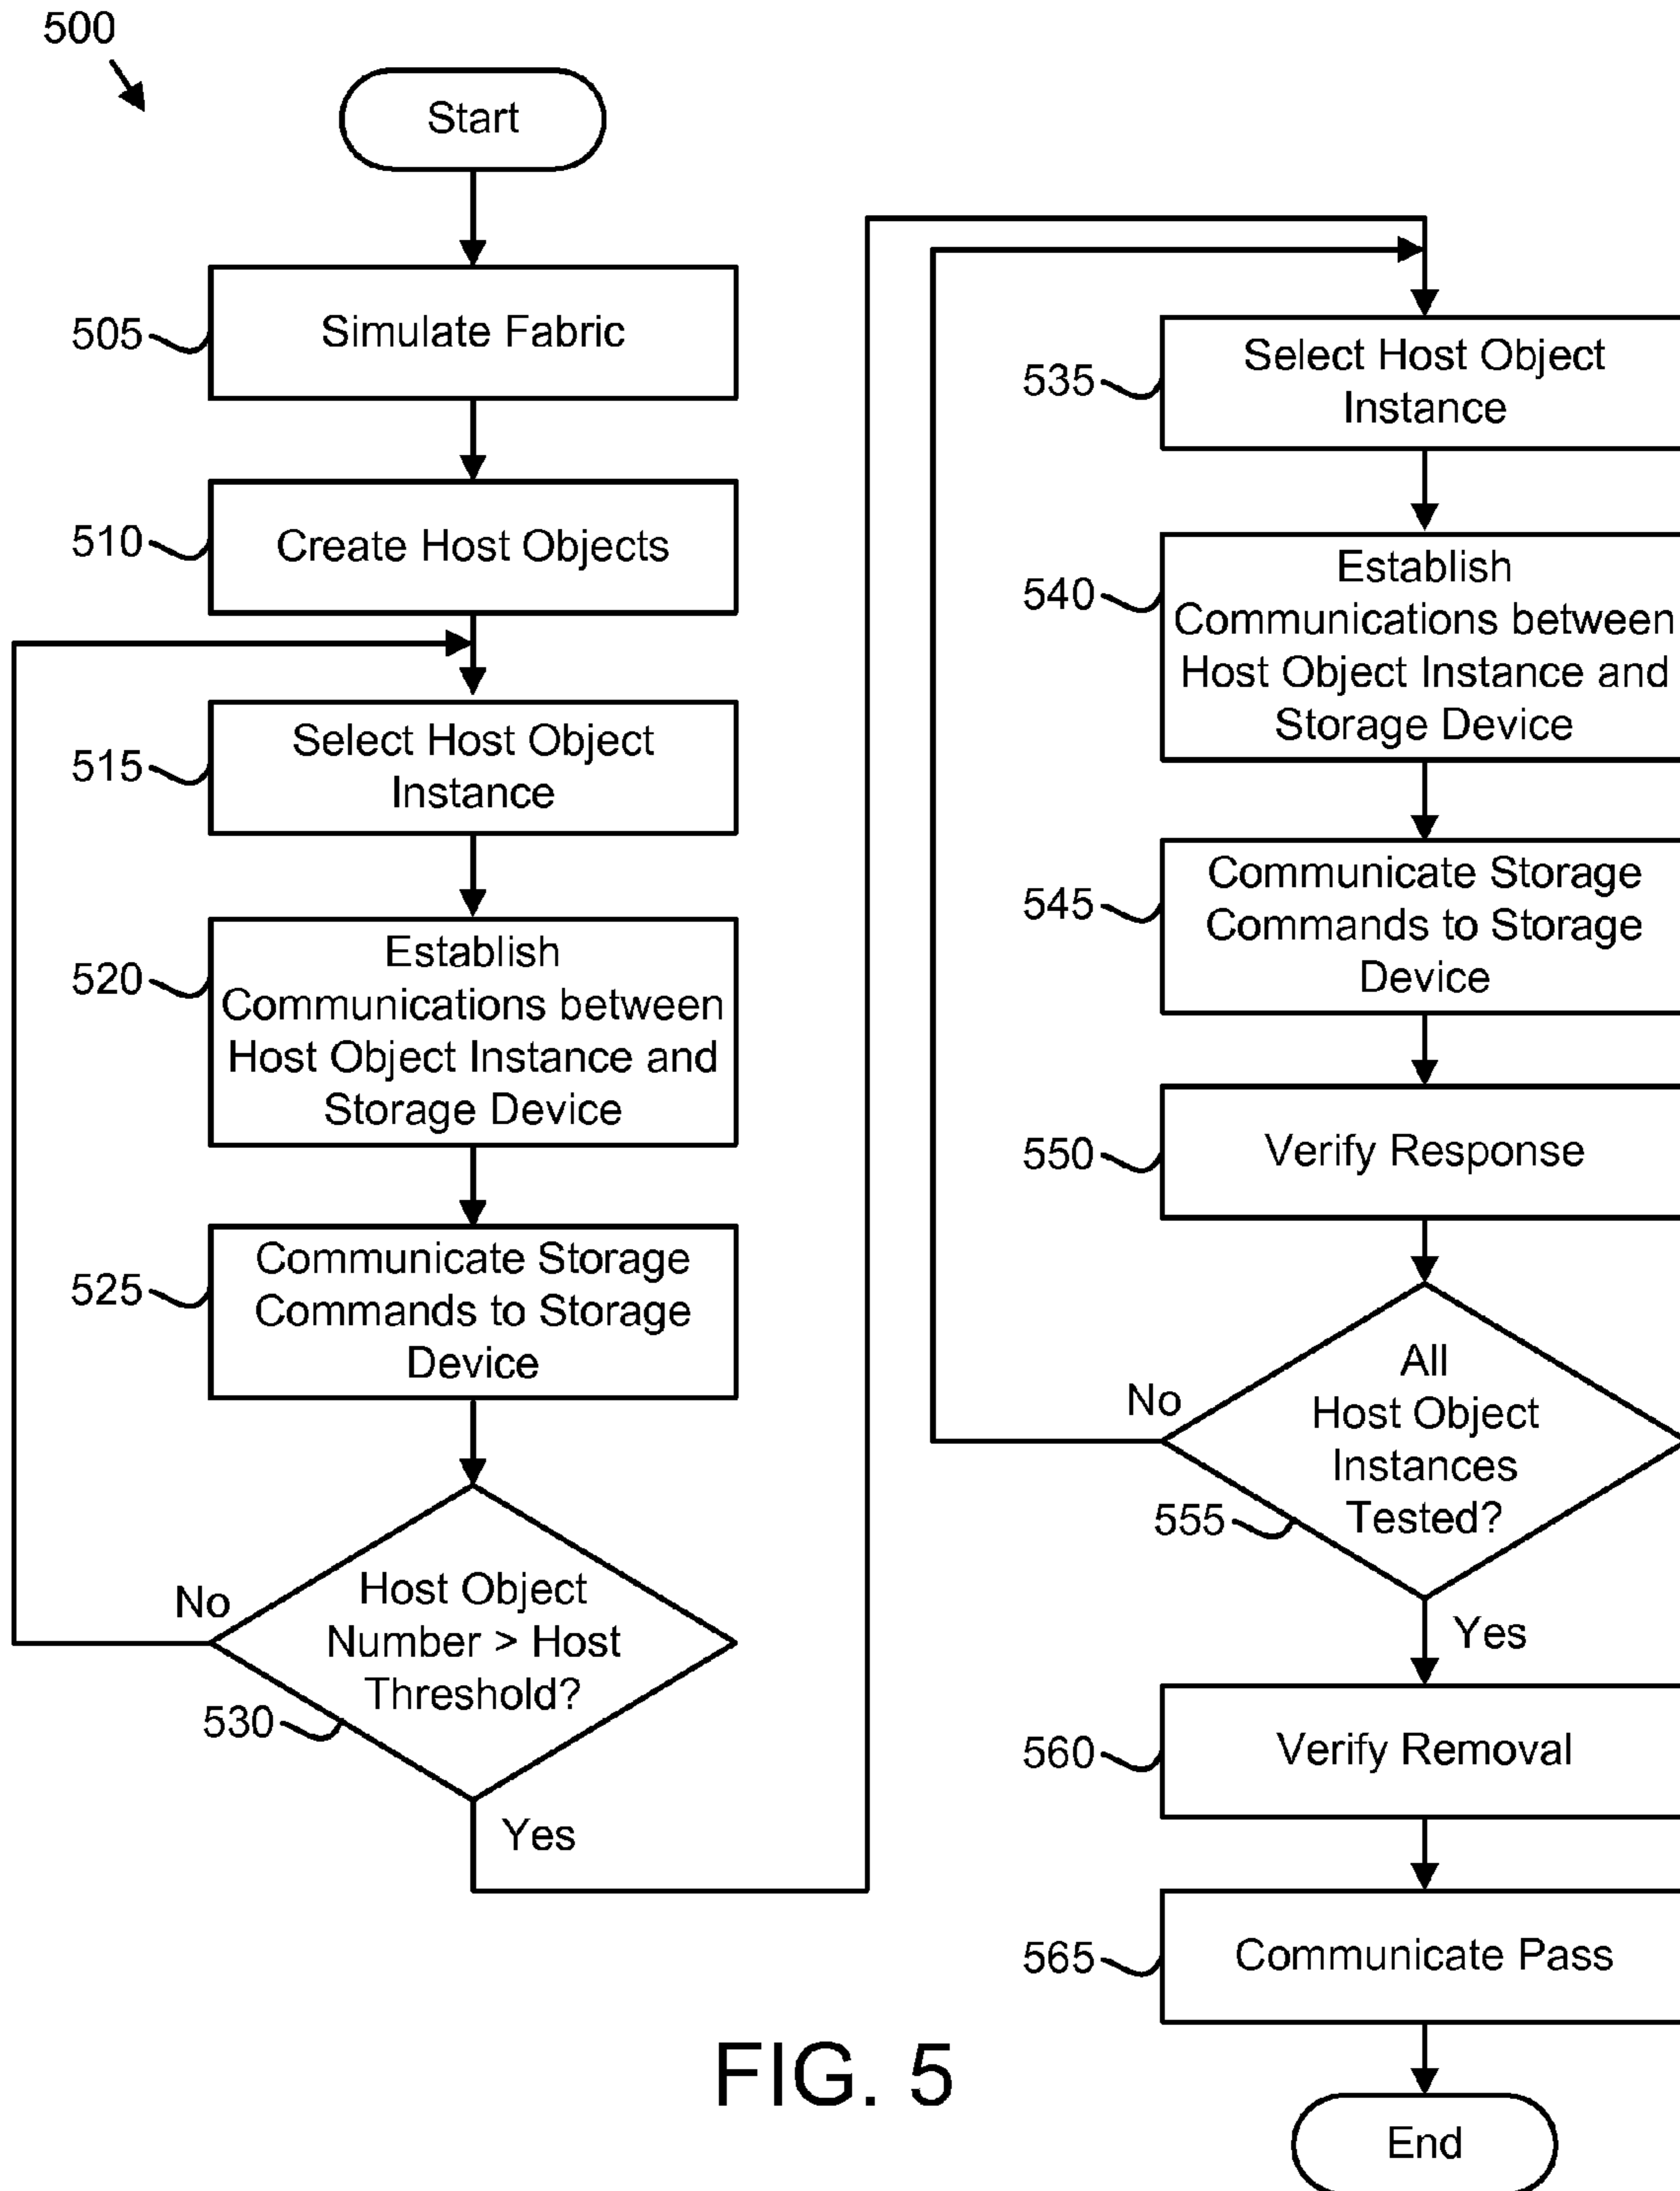 500
Start
505
Simulate Fabric
510
Create Host Objects
515
Select Host Object
Instance
520
Establish
Communications between
Host Object Instance and
Storage Device
525
Communicate Storage
Commands to Storage
Device
No
Host Object
Number > Host
Threshold?
530
Yes
535
Select Host Object
Instance
540
Establish
Communications between
Host Object Instance and
Storage Device
545
Communicate Storage
Commands to Storage
Device
550
Verify Response
No
All
Host Object
Instances
Tested?
555
Yes
560
Verify Removal
565
Communicate Pass
End
FIG. 5